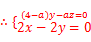 ∴ {(4−a)y−az=0
2x − 2y = 0